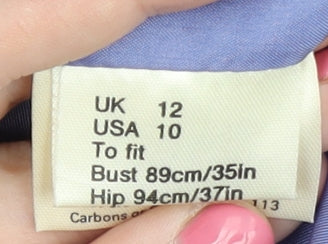 UK 12
USA 10
To fit
Bust 89cm/35in
Hip 94cm/37in
Carbons 113